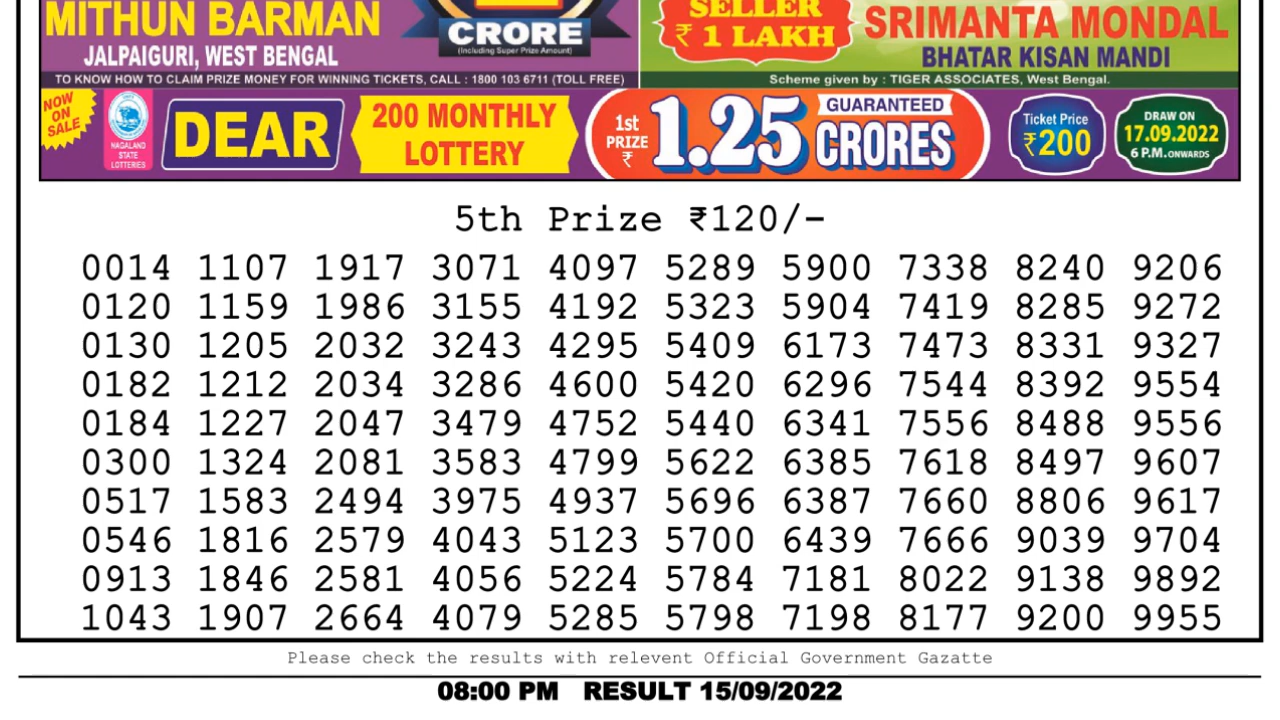 MITHUN BARMAN
JALPAIGURI, WEST BENGAL
CRORE
(Including Super Prize Amount)
SELLER
₹ 1 LAKH
SRIMANTA MONDAL
BHATAR KISAN MANDI
TO KNOW HOW TO CLAIM PRIZE MONEY FOR WINNING TICKETS, CALL : 1800 103 6711 (TOLL FREE)
Scheme given by : TIGER ASSOCIATES, West Bengal.
NOW
ON
SALE
NAGALAND
STATE
LOTTERIES
DEAR
200 MONTHLY
LOTTERY
1st
PRIZE
₹
1.25
GUARANTEED
CRORES
Ticket Price
₹200
DRAW ON
17.09.2022
6 P.M. ONWARDS
5th Prize ₹120/-
0014 1107 1917 3071 4097 5289 5900 7338 8240 9206
0120 1159 1986 3155 4192 5323 5904 7419 8285 9272
0130 1205 2032 3243 4295 5409 6173 7473 8331 9327
0182 1212 2034 3286 4600 5420 6296 7544 8392 9554
0184 1227 2047 3479 4752 5440 6341 7556 8488 9556
0300 1324 2081 3583 4799 5622 6385 7618 8497 9607
0517 1583 2494 3975 4937 5696 6387 7660 8806 9617
0546 1816 2579 4043 5123 5700 6439 7666 9039 9704
0913 1846 2581 4056 5224 5784 7181 8022 9138 9892
1043 1907 2664 4079 5285 5798 7198 8177 9200 9955
Please check the results with relevent Official Government Gazatte
08:00 PM RESULT 15/09/2022